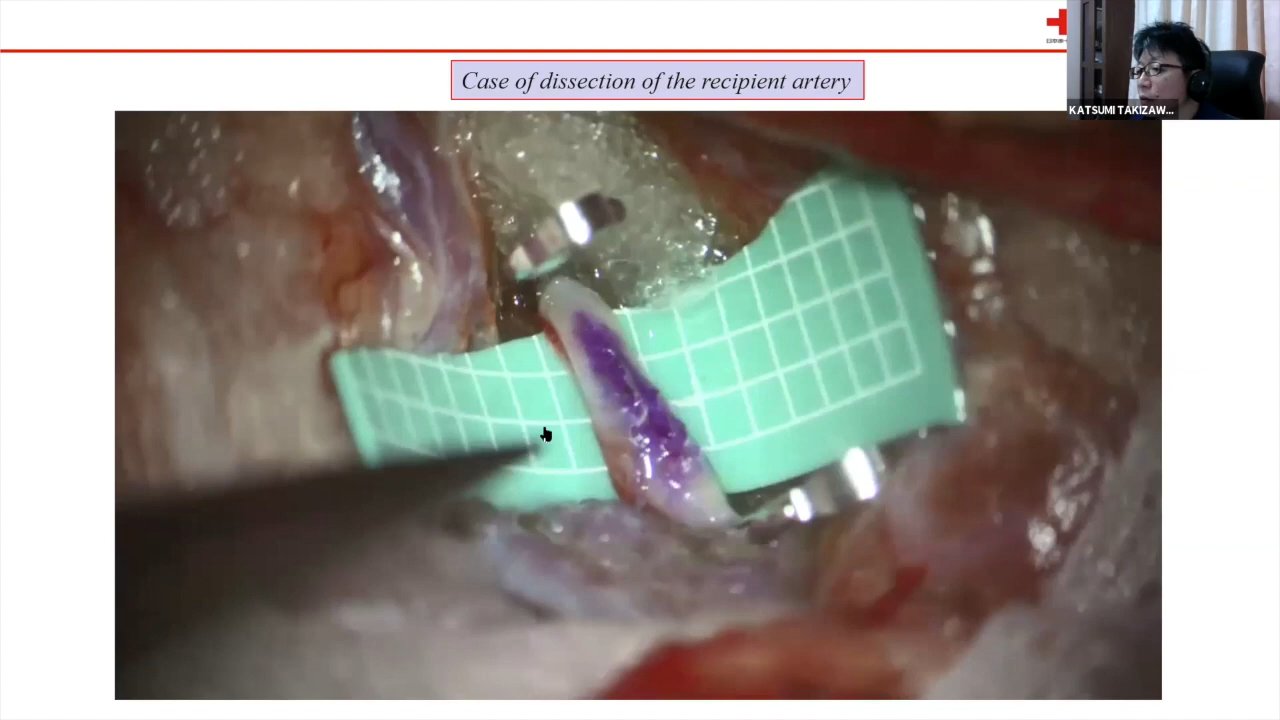 Case of dissection of the recipient artery
KATSUMI TAKIZAW...